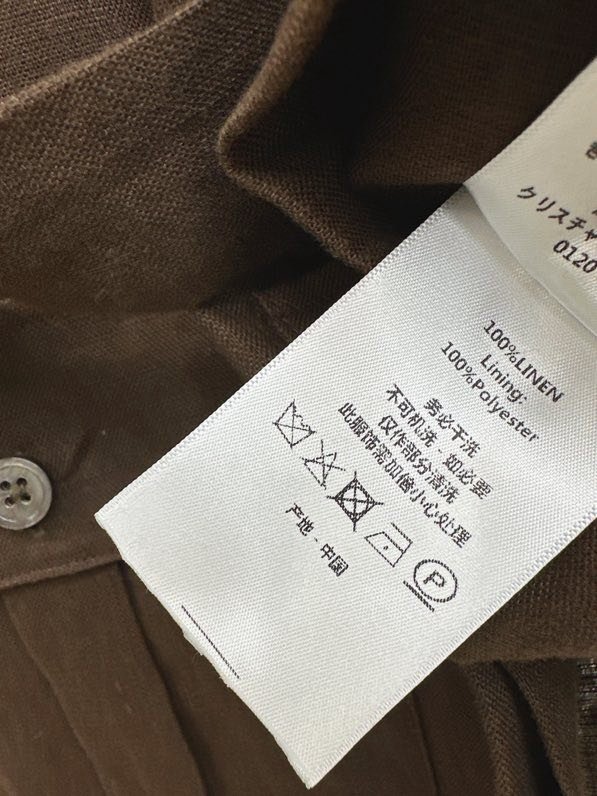 クリスチャ
0120
100%LINEN
Lining:
100%Polyester
务必干洗
不可机洗 - 如必要
仅作部分清洗
此服饰添加倍小心处理
P
产地 - 中国